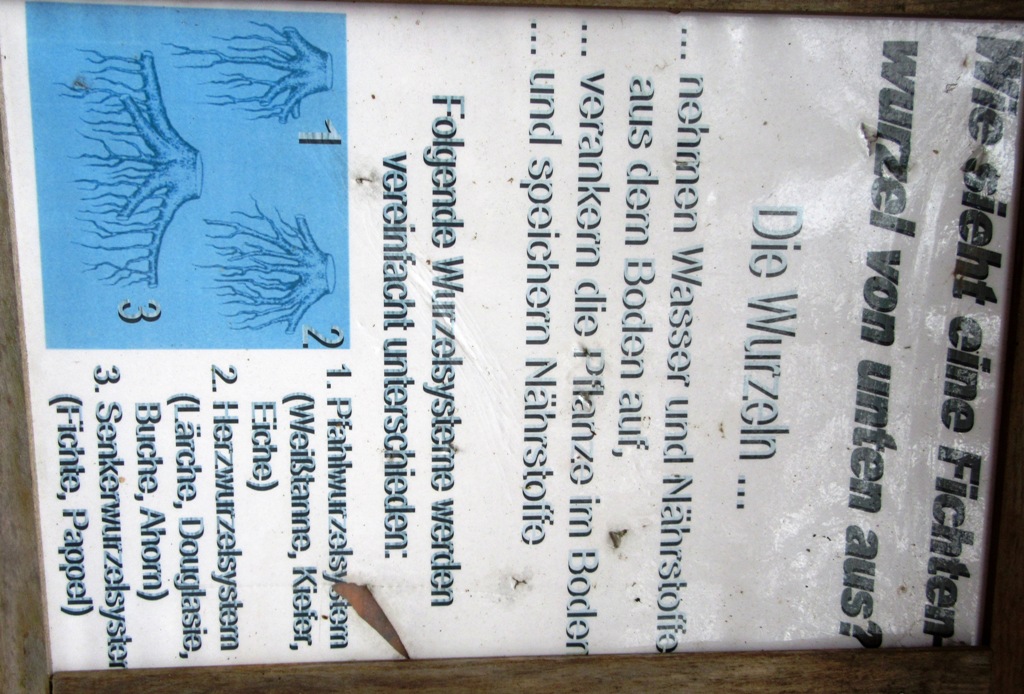 Wie sieht eine Fichten-
wurzel von unten aus?
Die Wurzeln ...
... nehmen Wasser und Nährstoffe
aus dem Boden auf,
... verankern die Pflanze im Boden
... und speichern Nährstoffe
Folgende Wurzelsysteme werden
vereinfacht unterschieden:
1
2.
3
1. Pfahlwurzelsystem
(Weißtanne, Kiefer,
Eiche)
2. Herzwurzelsystem
(Lärche, Douglasie,
Buche, Ahorn)
3. Senkerwurzelsystem
(Fichte, Pappel)